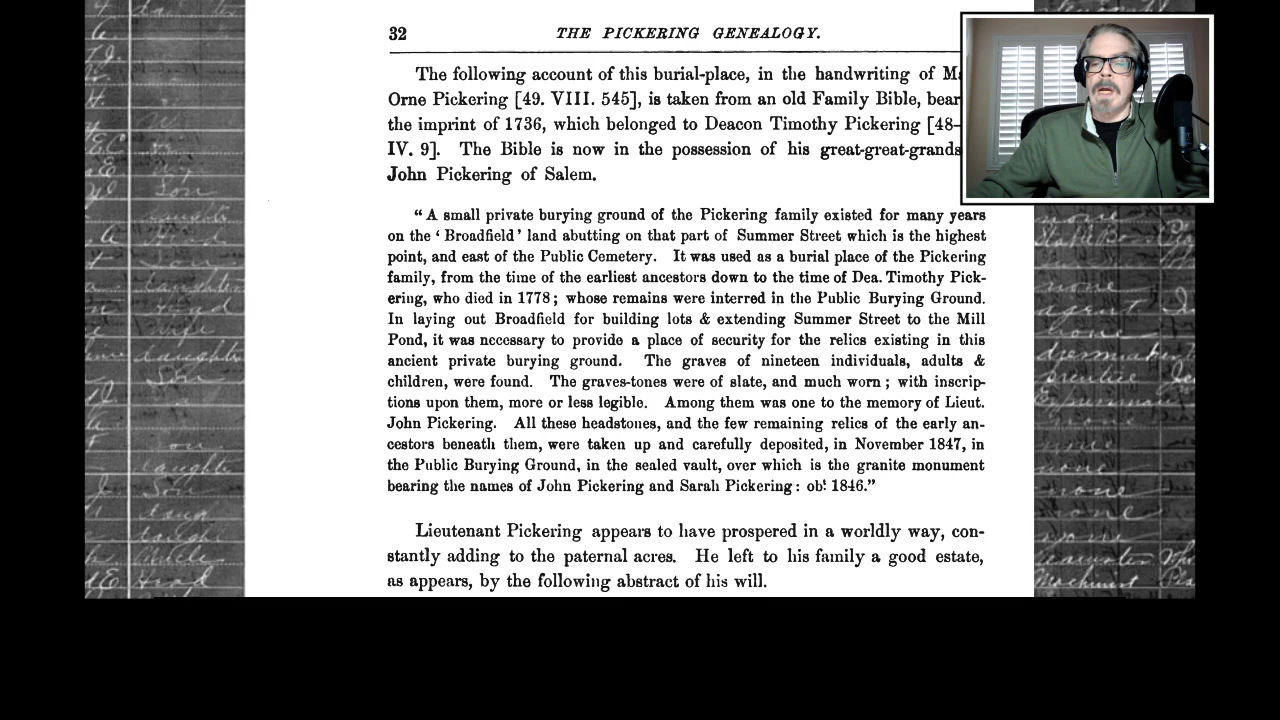 32
THE PICKERING GENEALOGY.
The following account of this burial-place, in the handwriting of
Orne Pickering [49. VIII. 545], is taken from an old Family Bible, bear
the imprint of 1736, which belonged to Deacon Timothy Pickering [48–
IV. 9]. The Bible is now in the possession of his great-great-grands
John Pickering of Salem.
“A small private burying ground of the Pickering family existed for many years
on the ‘Broadfield’ land abutting on that part of Summer Street which is the highest
point, and east of the Public Cemetery. It was used as a burial place of the Pickering
family, from the time of the earliest ancestors down to the time of Dea. Timothy Pick-
ering, who died in 1778; whose remains were interred in the Public Burying Ground.
In laying out Broadfield for building lots & extending Summer Street to the Mill
Pond, it was necessary to provide a place of security for the relics existing in this
ancient private burying ground. The graves of nineteen individuals, adults &
children, were found. The graves-tones were of slate, and much worn; with inscrip-
tions upon them, more or less legible. Among them was one to the memory of Lieut.
John Pickering. All these headstones, and the few remaining relics of the early an-
cestors beneath them, were taken up and carefully deposited, in November 1847, in
the Public Burying Ground, in the sealed vault, over which is the granite monument
bearing the names of John Pickering and Sarah Pickering: obt 1846.”
Lieutenant Pickering appears to have prospered in a worldly way, con-
stantly adding to the paternal acres. He left to his family a good estate,
as appears, by the following abstract of his will.